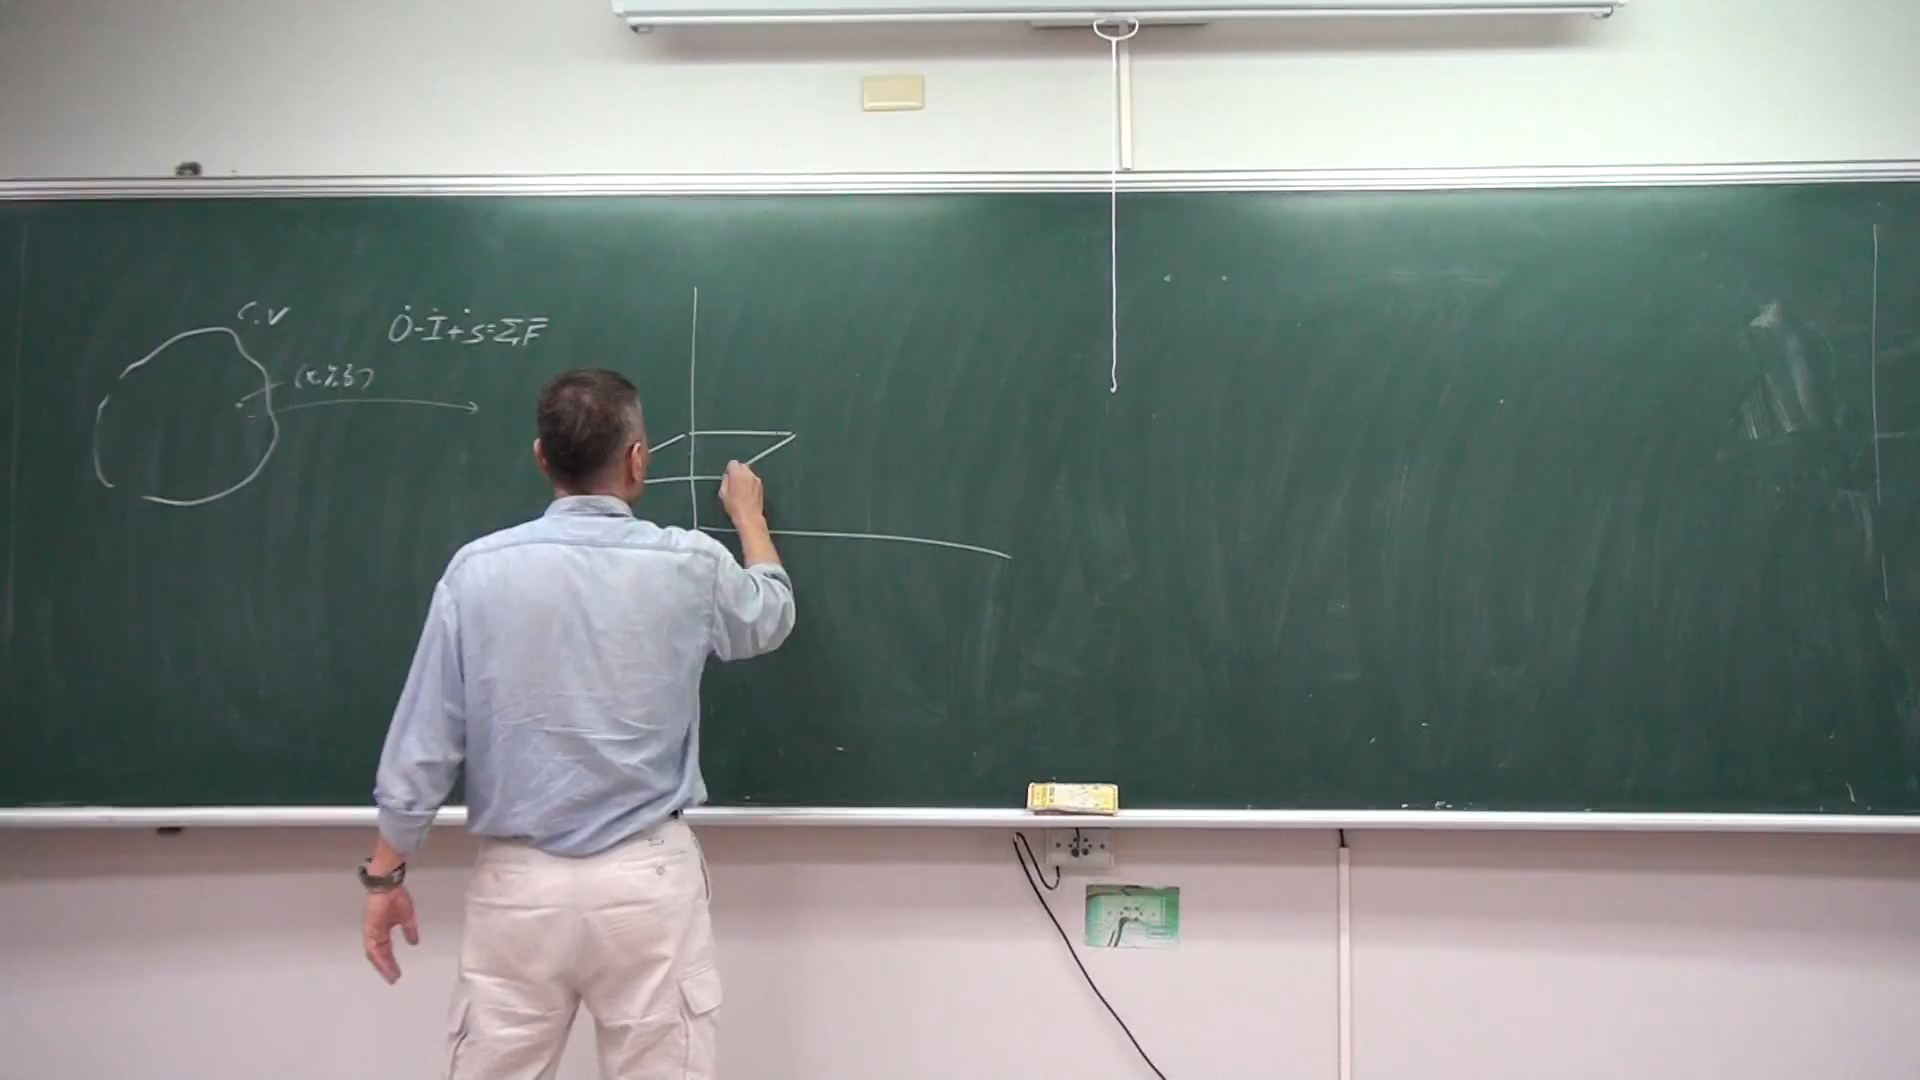 C.V
Ȯ-İ+Ṡ=ΣF̅
(x,y,z)